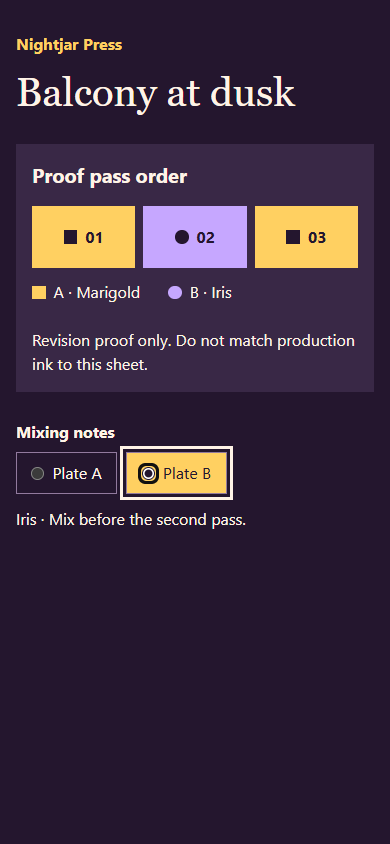 Nightjar Press
Balcony at dusk
Proof pass order
01 02 03
A · Marigold B · Iris
Revision proof only. Do not match production
ink to this sheet.
Mixing notes
Plate A Plate B
Iris · Mix before the second pass.